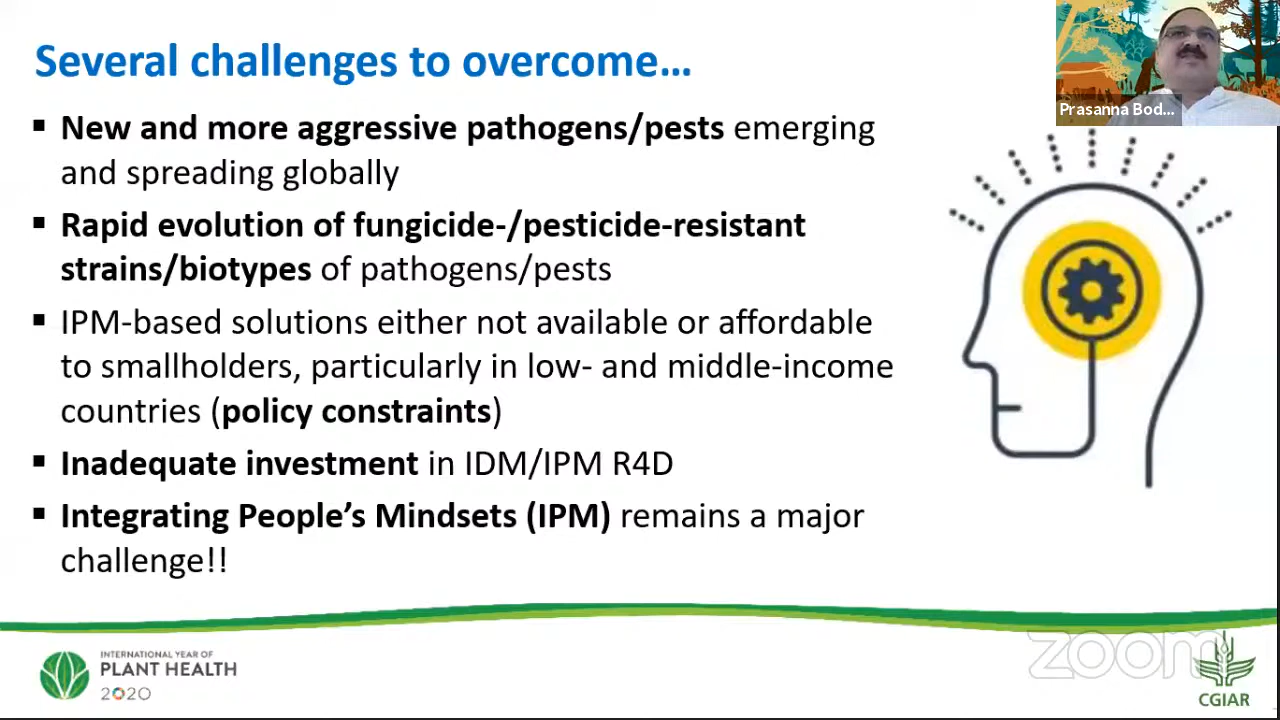 Several challenges to overcome…
Prasanna Bod...
▪ New and more aggressive pathogens/pests emerging
and spreading globally
▪ Rapid evolution of fungicide-/pesticide-resistant
strains/biotypes of pathogens/pests
▪ IPM-based solutions either not available or affordable
to smallholders, particularly in low- and middle-income
countries (policy constraints)
▪ Inadequate investment in IDM/IPM R4D
▪ Integrating People’s Mindsets (IPM) remains a major
challenge!!
INTERNATIONAL YEAR OF
PLANT HEALTH
2020
zoom
CGIAR